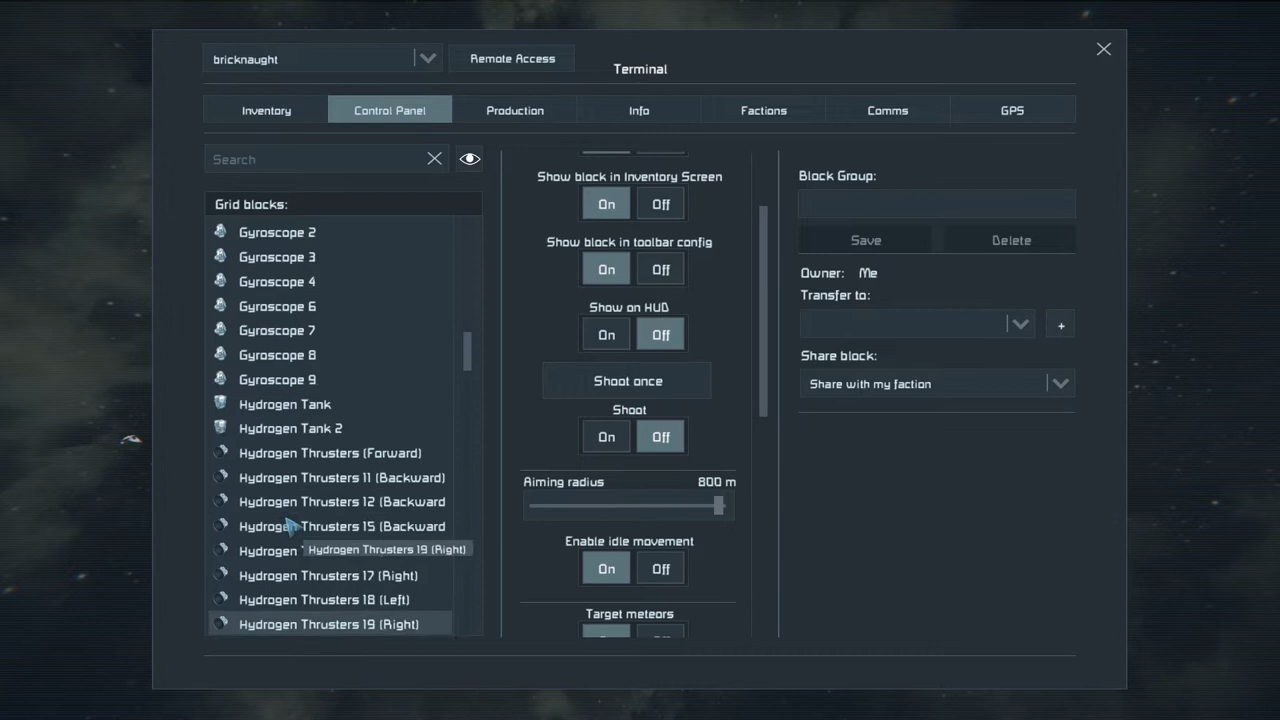 bricknaught
Remote Access
Terminal
Inventory
Control Panel
Production
Info
Factions
Comms
GPS
Search
Grid blocks:
Gyroscope 2
Gyroscope 3
Gyroscope 4
Gyroscope 6
Gyroscope 7
Gyroscope 8
Gyroscope 9
Hydrogen Tank
Hydrogen Tank 2
Hydrogen Thrusters (Forward)
Hydrogen Thrusters 11 (Backward)
Hydrogen Thrusters 12 (Backward
Hydrogen Thrusters 15 (Backward
Hydrogen
Hydrogen Thrusters 19 (Right)
Hydrogen Thrusters 17 (Right)
Hydrogen Thrusters 18 (Left)
Hydrogen Thrusters 19 (Right)
Show block in Inventory Screen
On Off
Show block in toolbar config
On Off
Show on HUD
On Off
Shoot once
Shoot
On Off
Aiming radius 800 m
Enable idle movement
On Off
Target meteors
Block Group:
Save Delete
Owner: Me
Transfer to:
+
Share block:
Share with my faction